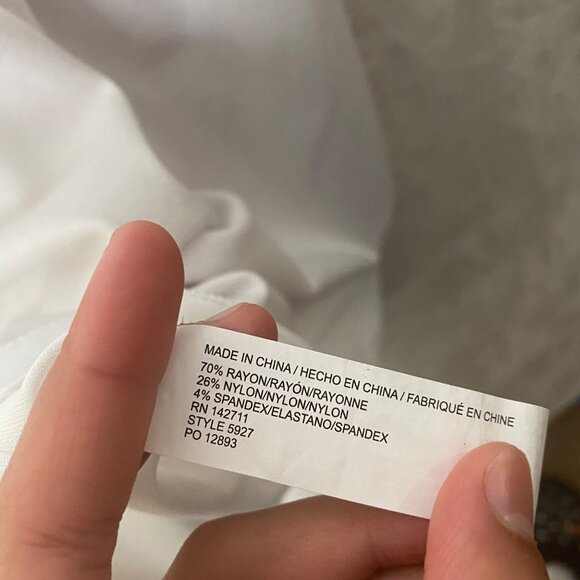 MADE IN CHINA / HECHO EN CHINA / FABRIQUÉ EN CHINE
70% RAYON/RAYÓN/RAYONNE
26% NYLON/NYLON/NYLON
4% SPANDEX/ELASTANO/SPANDEX
RN 142711
STYLE 5927
PO 12893